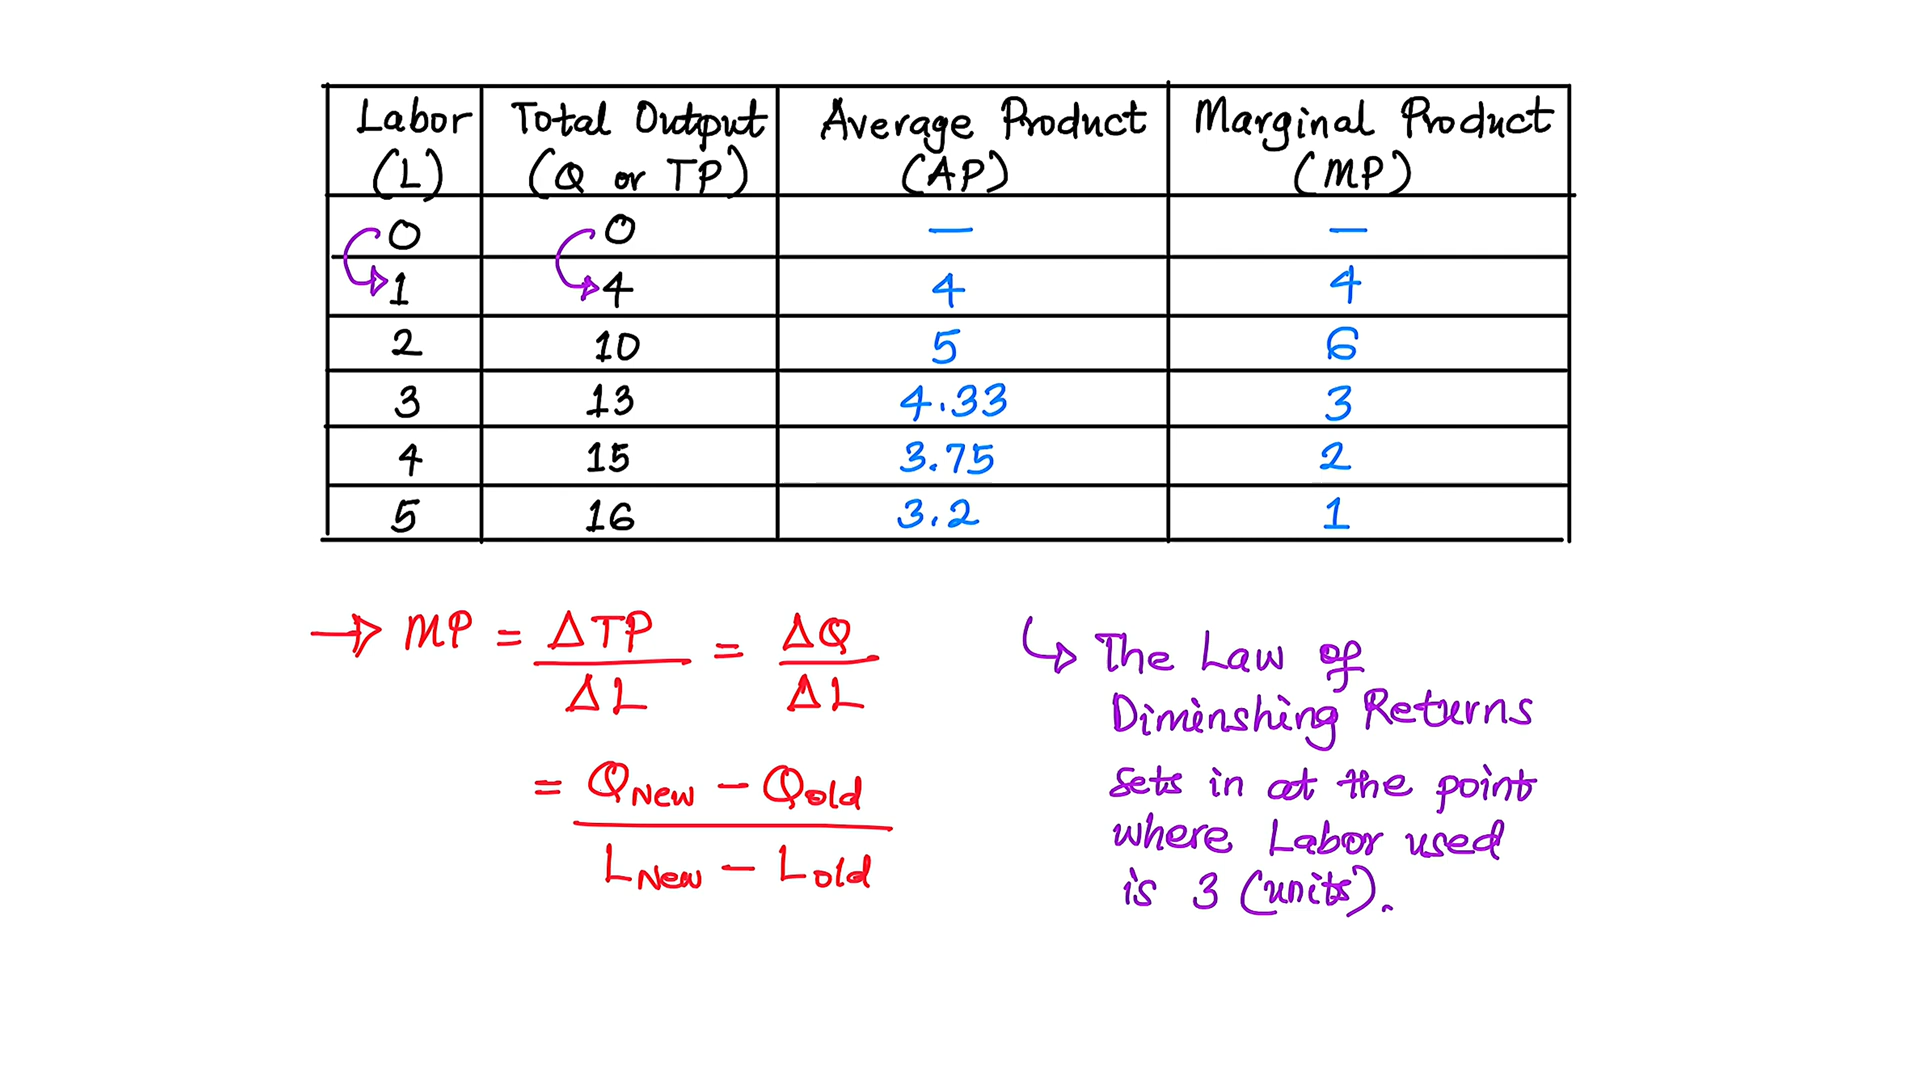 Labor Total Output Average Product Marginal Product
(L) (Q or TP) (AP) (MP)
0 0 — —
1 4 4 4
2 10 5 6
3 13 4.33 3
4 15 3.75 2
5 16 3.2 1
→ MP = ΔTP / ΔL = ΔQ / ΔL
= QNew - Qold / LNew - Lold
↳ The Law of
Diminshing Returns
sets in at the point
where Labor used
is 3 (units).